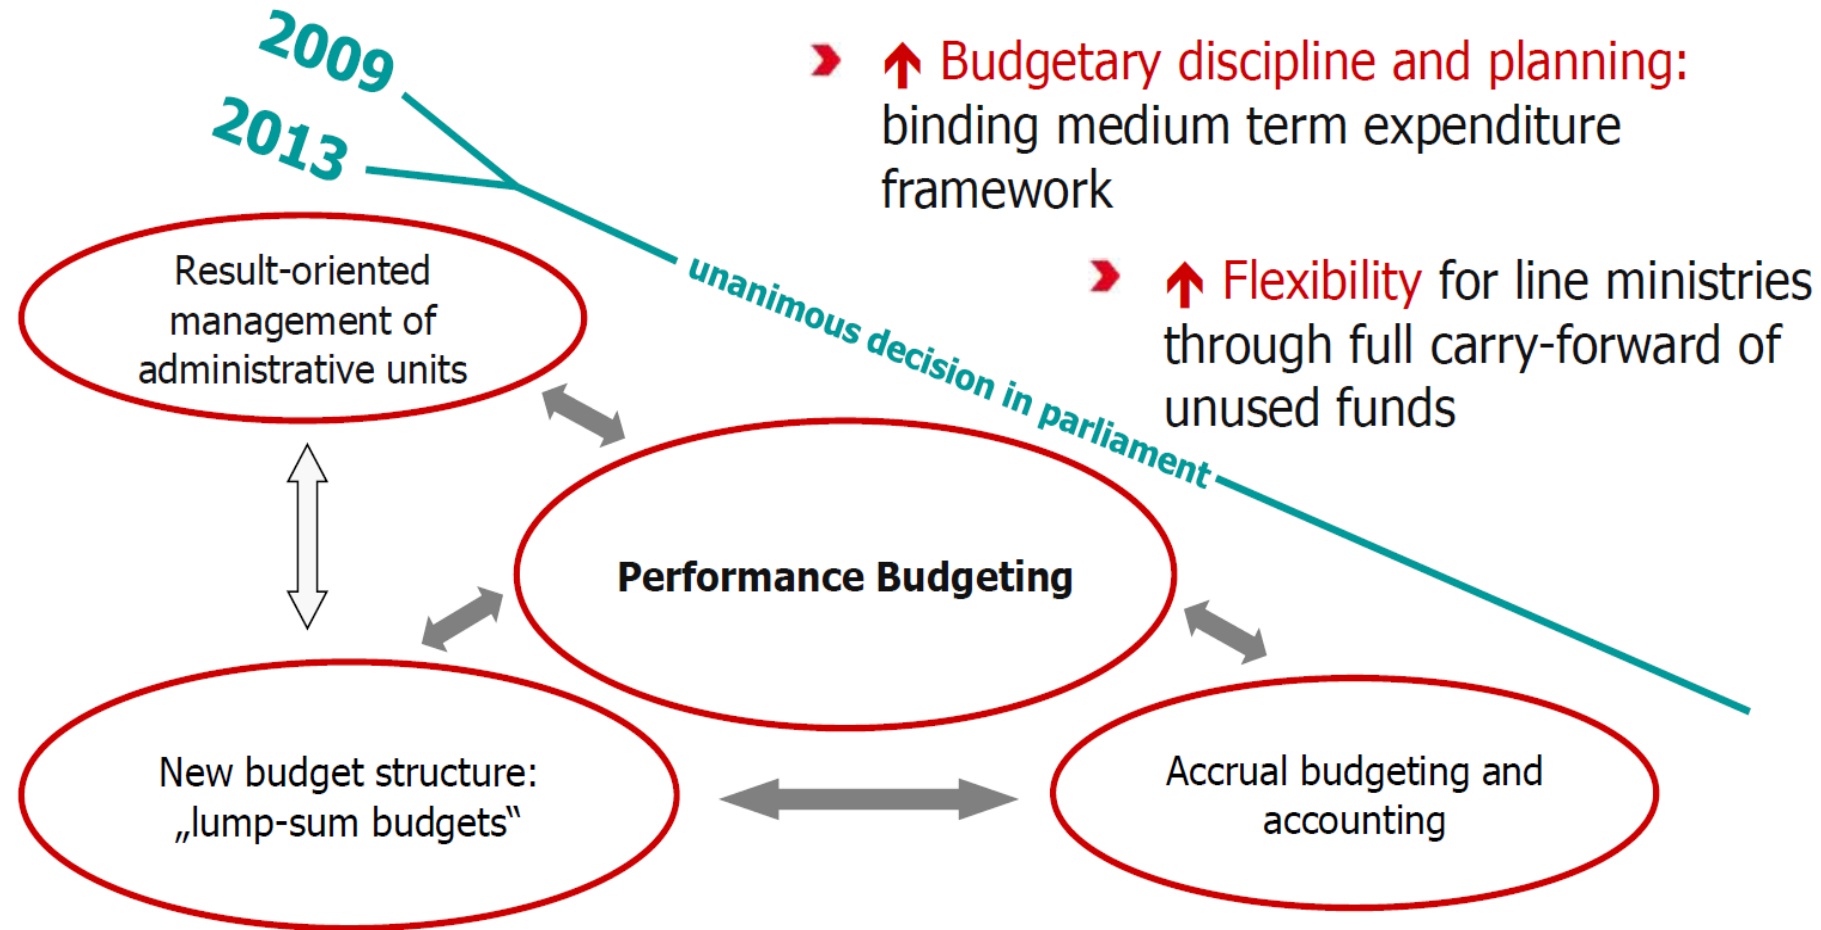 2009
2013
↑ Budgetary discipline and planning:
binding medium term expenditure
framework
↑ Flexibility for line ministries
through full carry-forward of
unused funds
unanimous decision in parliament
Result-oriented
management of
administrative units
Performance Budgeting
New budget structure:
„lump-sum budgets“
Accrual budgeting and
accounting